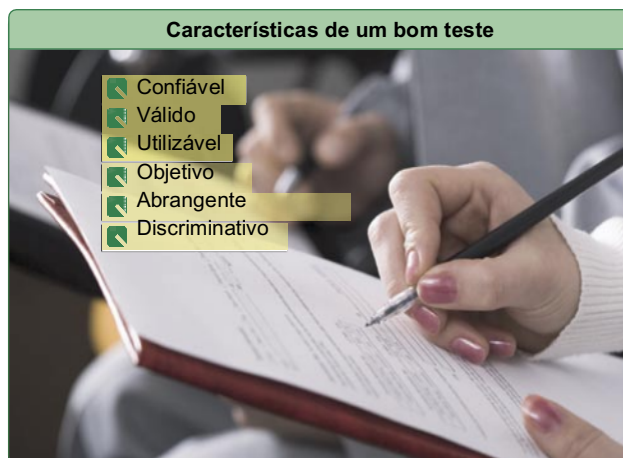 Características de um bom teste
Confiável
Válido
Utilizável
Objetivo
Abrangente
Discriminativo